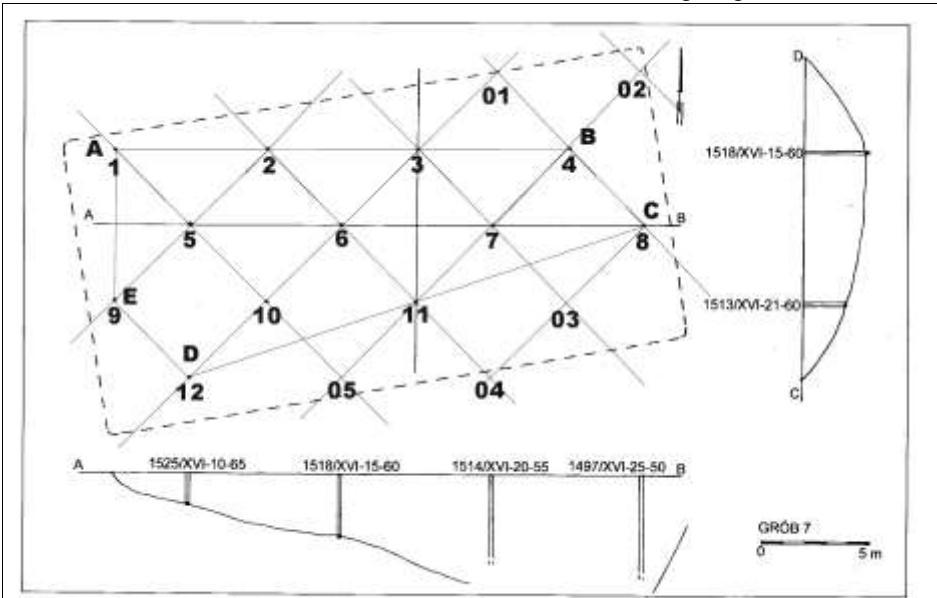 01
02
A
1
2
3
B
4
A
5
6
7
C
8
B
E
9
10
11
03
D
12
05
04
D
1518/XVI-15-60
1513/XVI-21-60
C
A
1525/XVI-10-65
1518/XVI-15-60
1514/XVI-20-55
1497/XVI-25-50
B
GRÓB 7
0
5 m